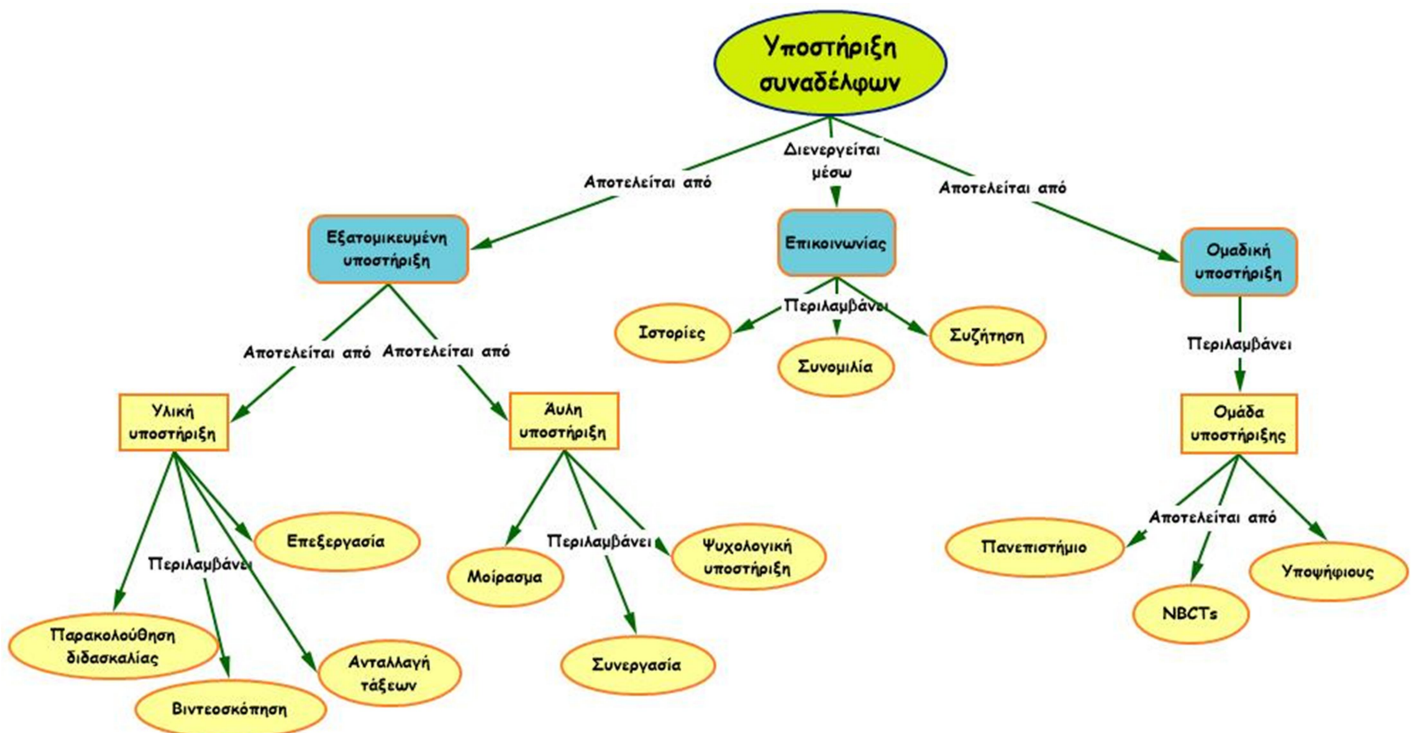 Υποστήριξη
συναδέλφων
Αποτελείται από
Διενεργείται
μέσω
Αποτελείται από
Εξατομικευμένη
υποστήριξη
Επικοινωνίας
Ομαδική
υποστήριξη
Αποτελείται από
Αποτελείται από
Περιλαμβάνει
Ιστορίες
Συνομιλία
Συζήτηση
Περιλαμβάνει
Υλική
υποστήριξη
Άυλη
υποστήριξη
Ομάδα
υποστήριξης
Περιλαμβάνει
Επεξεργασία
Παρακολούθηση
διδασκαλίας
Βιντεοσκόπηση
Ανταλλαγή
τάξεων
Περιλαμβάνει
Μοίρασμα
Συνεργασία
Ψυχολογική
υποστήριξη
Αποτελείται από
Πανεπιστήμιο
NBCTs
Υποψήφιους